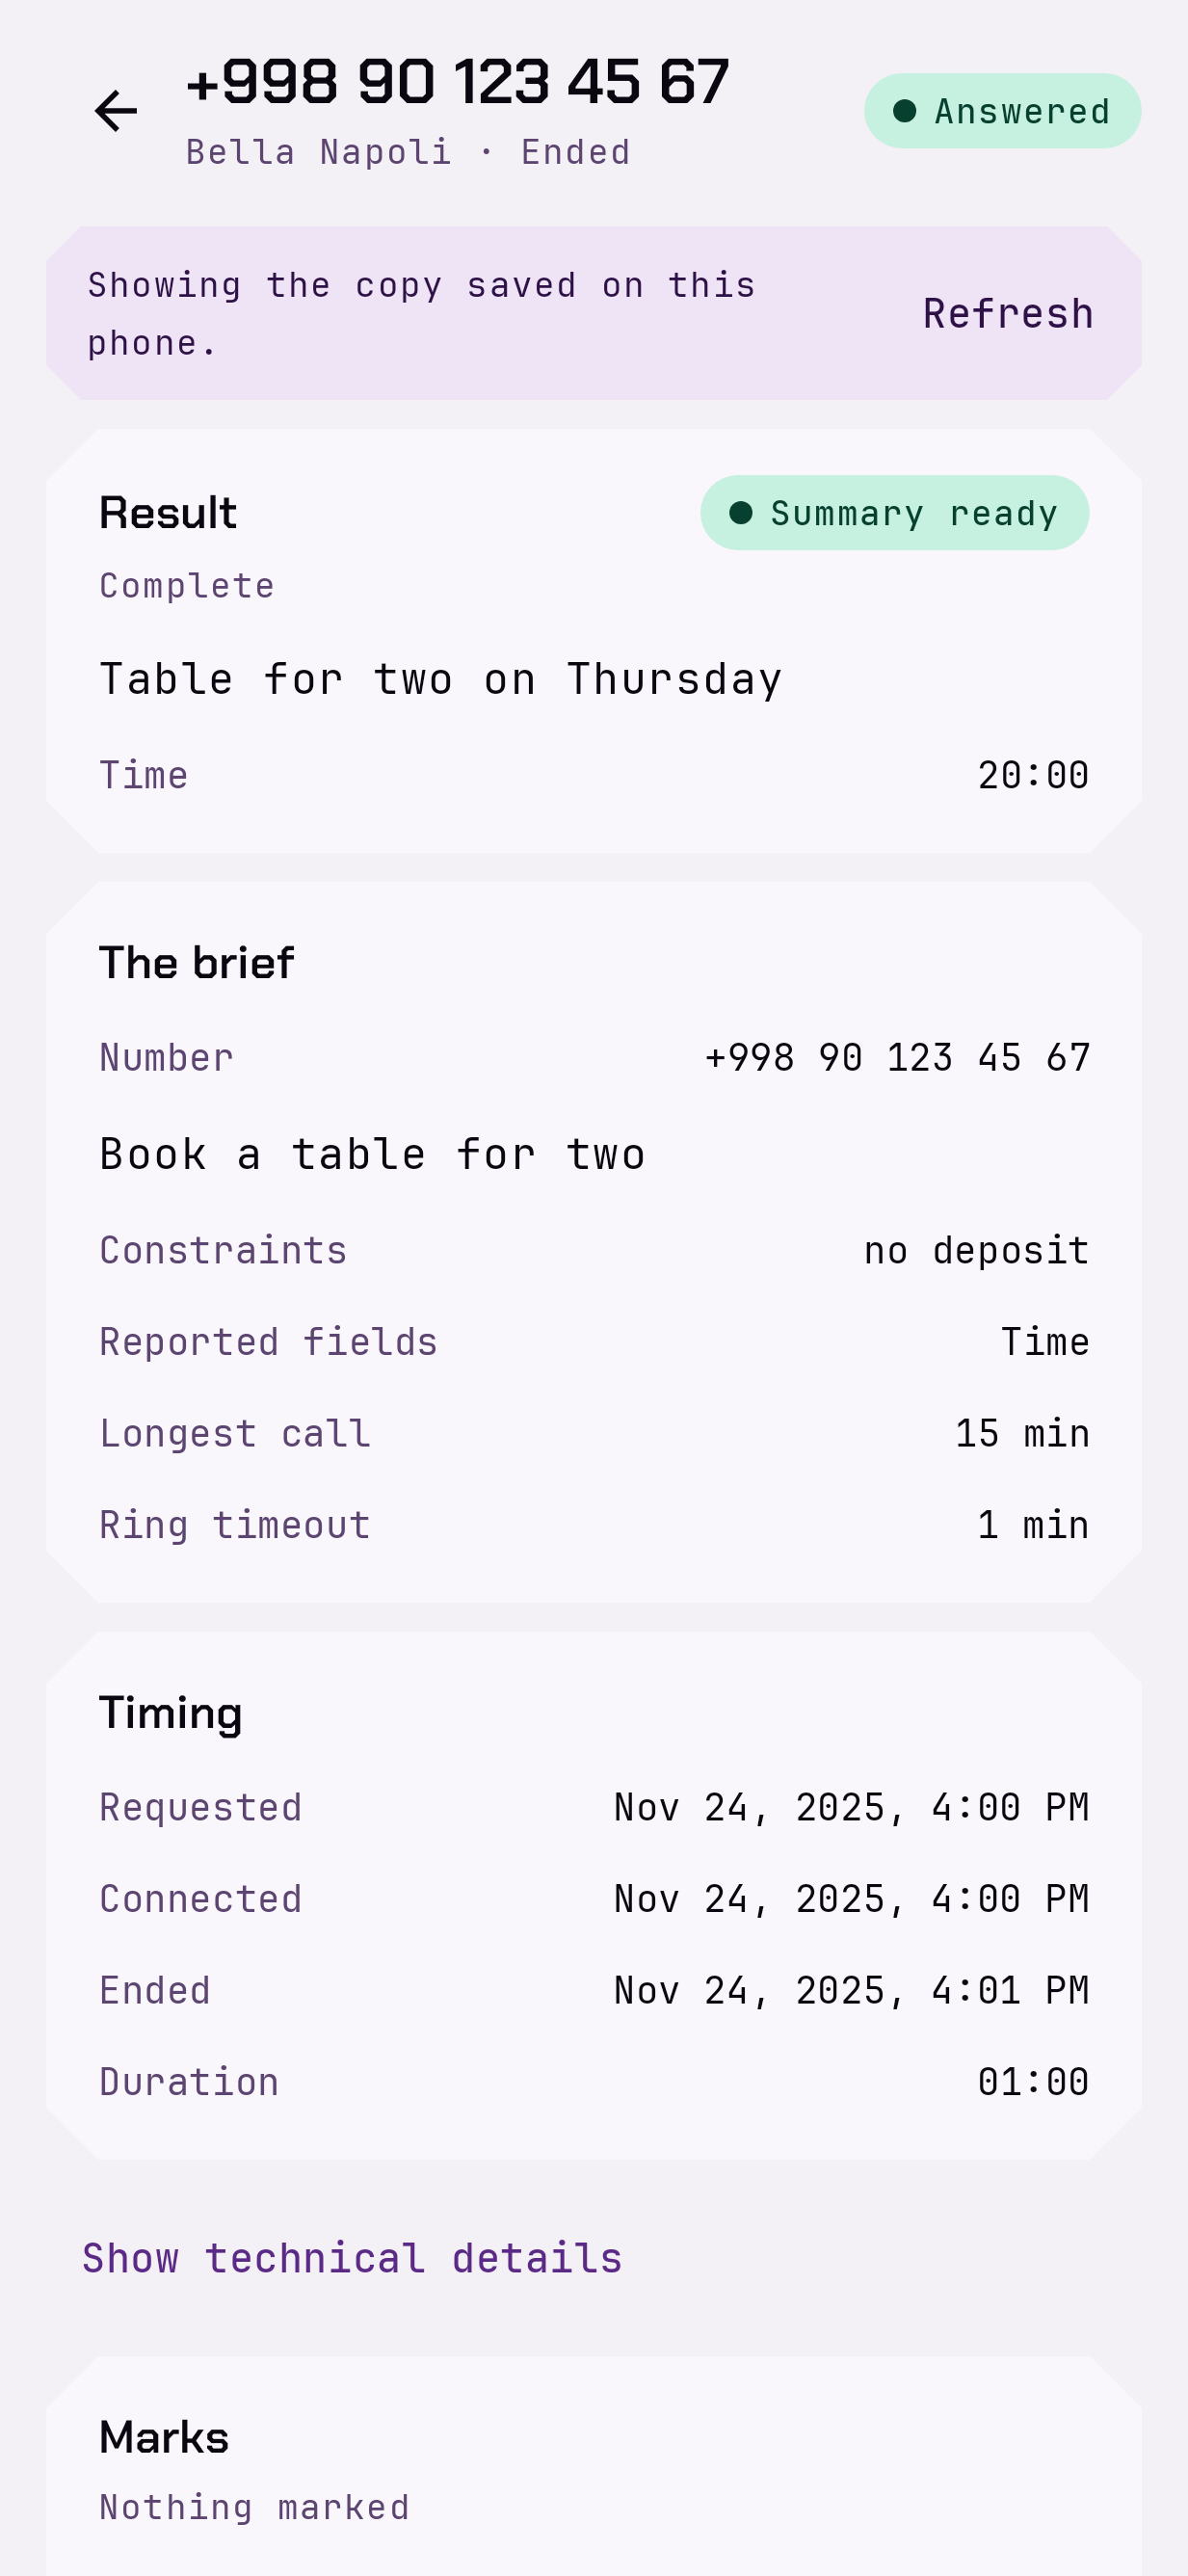 +998 90 123 45 67
Bella Napoli · Ended
Answered
Showing the copy saved on this
phone.
Refresh
Result
Summary ready
Complete
Table for two on Thursday
Time 20:00
The brief
Number +998 90 123 45 67
Book a table for two
Constraints no deposit
Reported fields Time
Longest call 15 min
Ring timeout 1 min
Timing
Requested Nov 24, 2025, 4:00 PM
Connected Nov 24, 2025, 4:00 PM
Ended Nov 24, 2025, 4:01 PM
Duration 01:00
Show technical details
Marks
Nothing marked